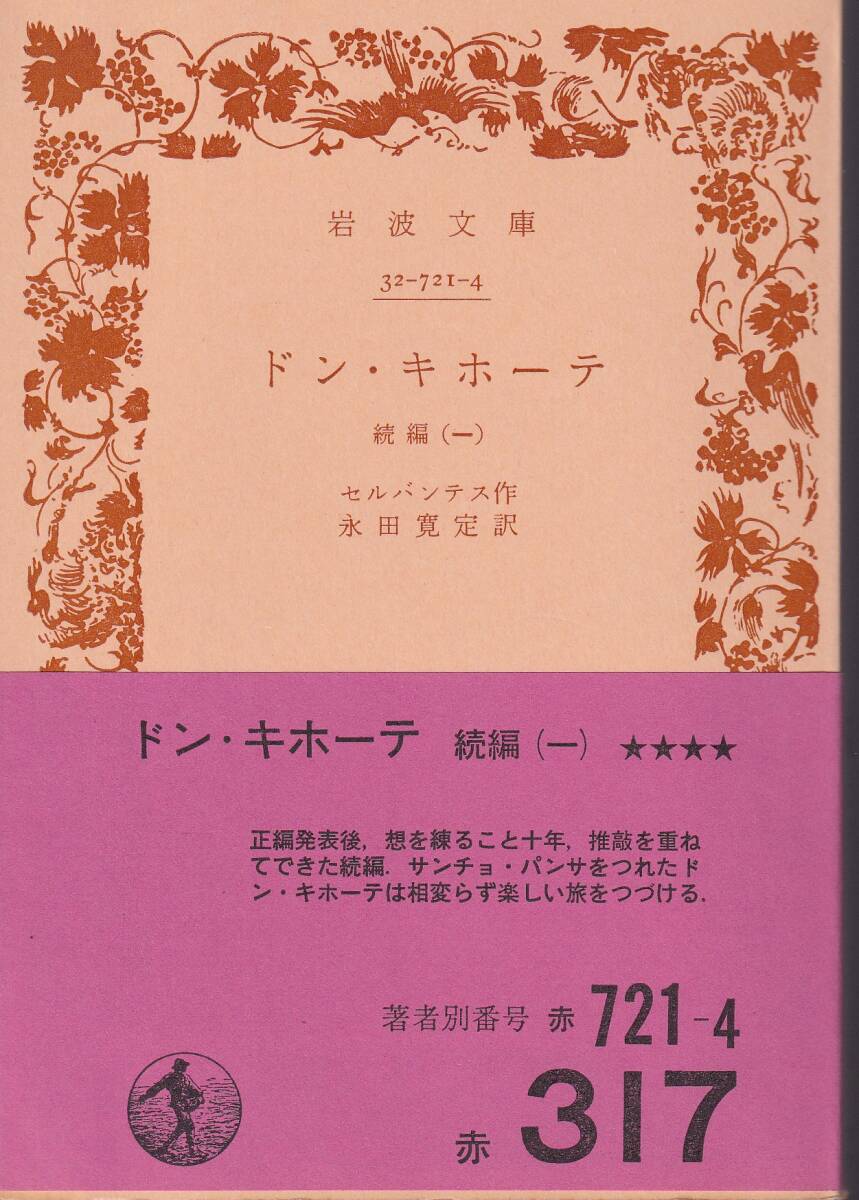 岩波文庫
32-721-4
ドン・キホーテ
続編(一)
セルバンテス作
永田寛定訳
ドン・キホーテ 続編(一) ★★★★
正編発表後，想を練ること十年，推敲を重ね
てできた続編．サンチョ・パンサをつれたド
ン・キホーテは相変らず楽しい旅をつづける．
著者別番号 赤 721-4
赤 317